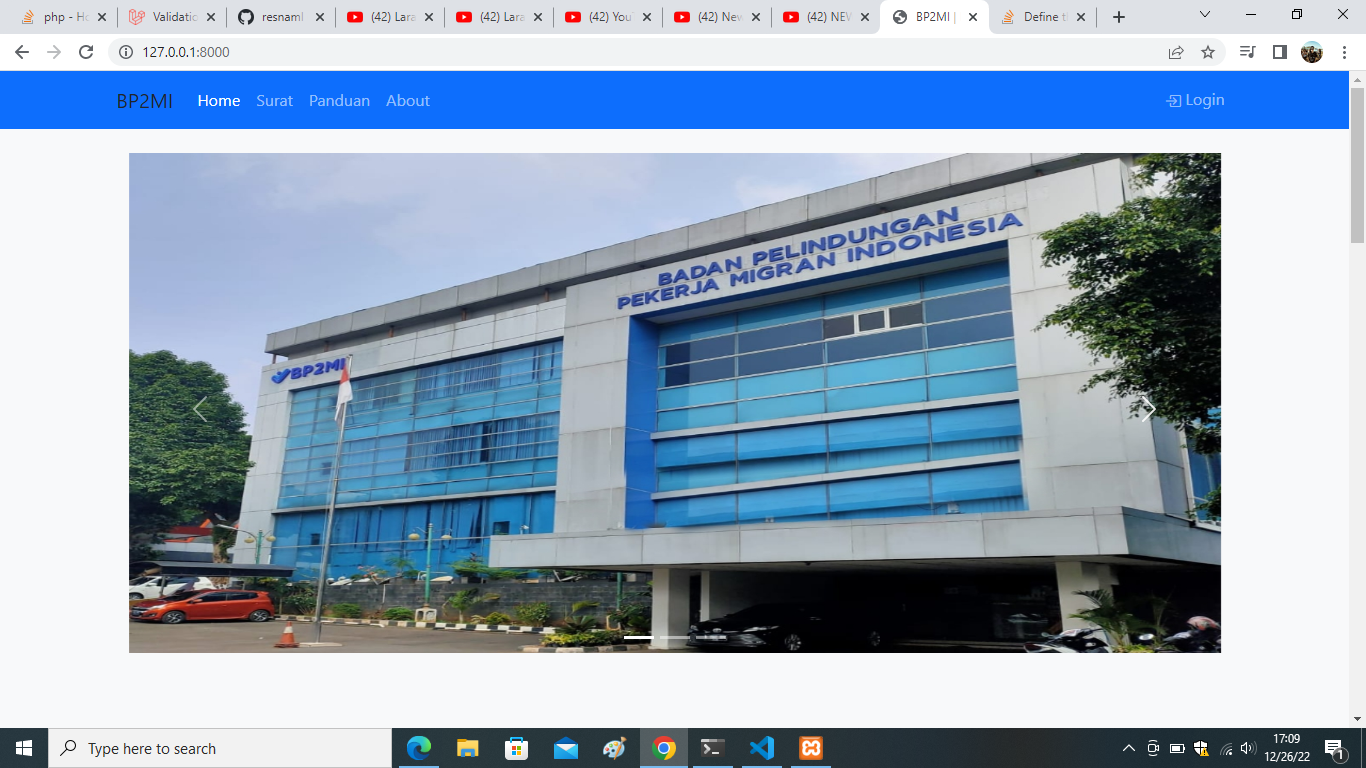 php - Ho
Validatio
resnaml
(42) Lara
(42) Lara
(42) You
(42) New
(42) NEW
BP2MI |
Define th
127.0.0.1:8000
BP2MI
Home
Surat
Panduan
About
Login
BADAN PELINDUNGAN
PEKERJA MIGRAN INDONESIA
BP2MI
Type here to search
17:09
12/26/22
1